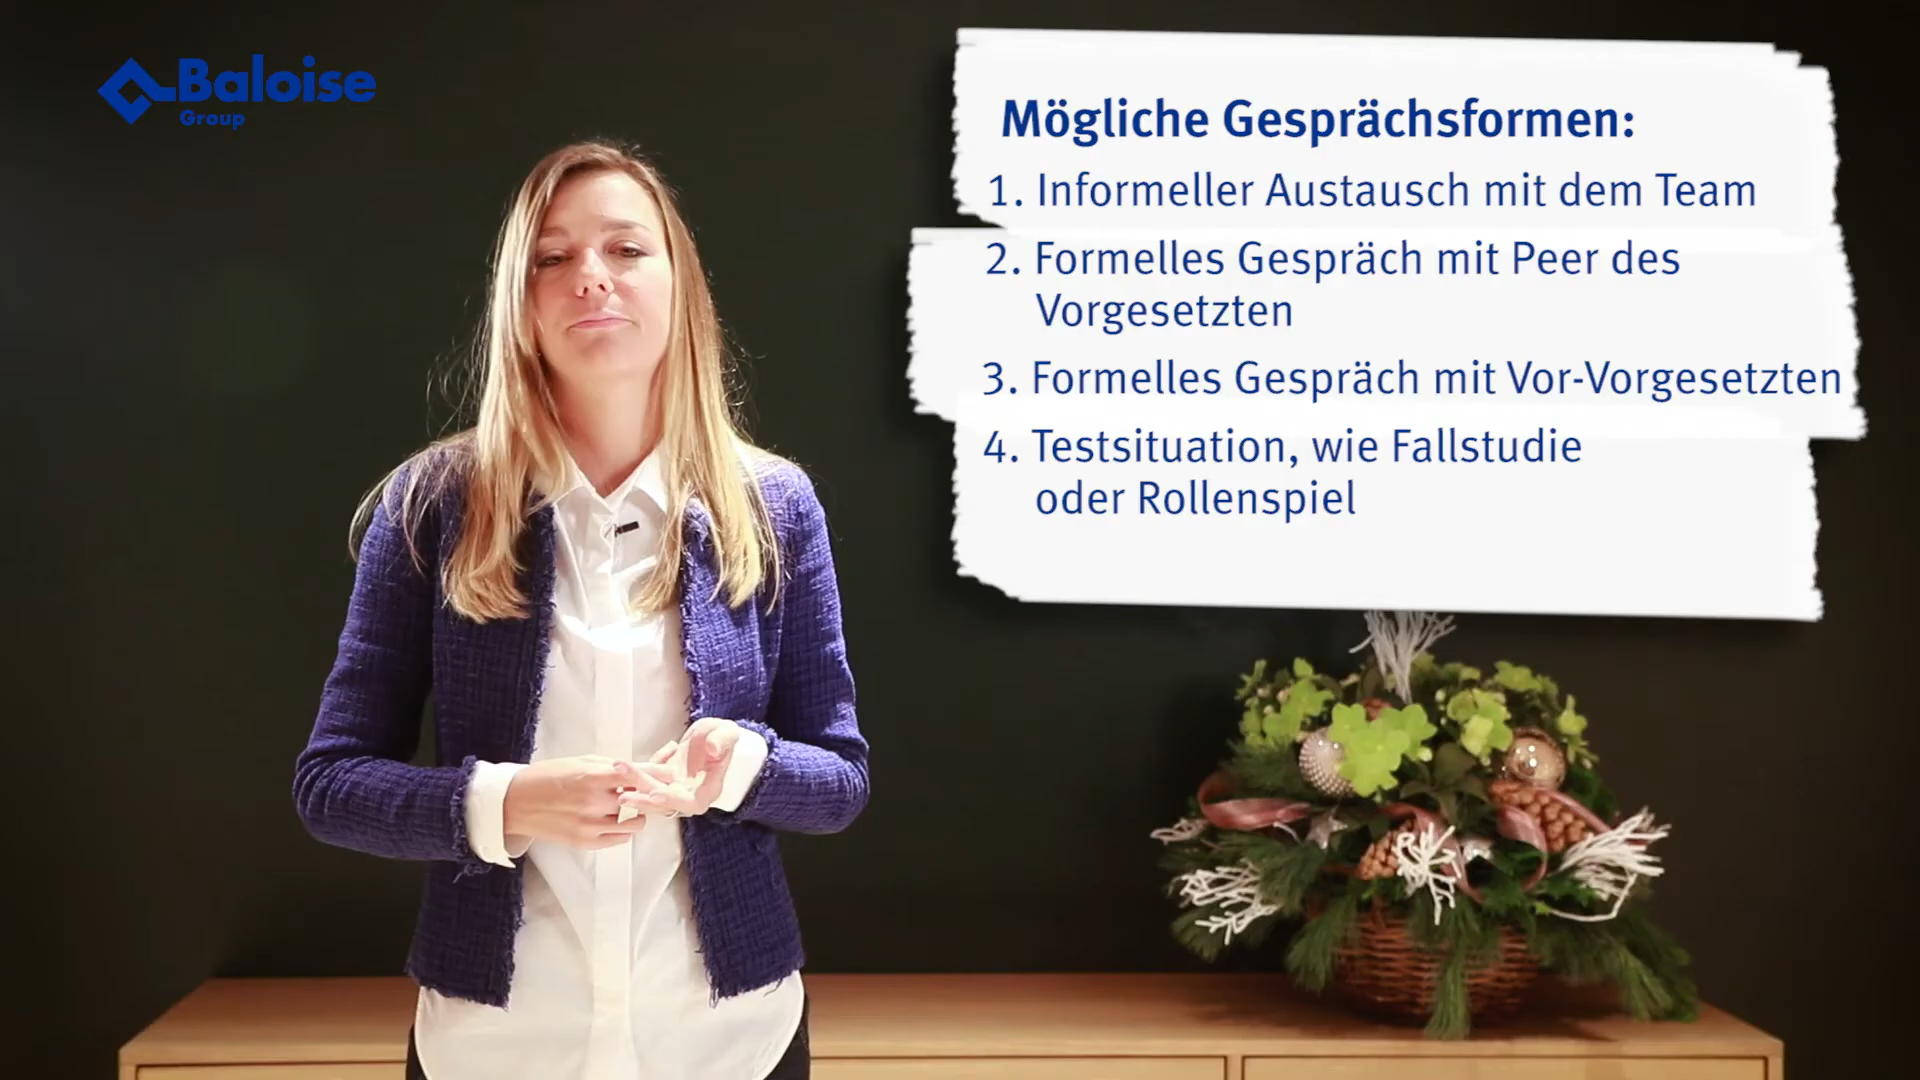 Baloise
Group
Mögliche Gesprächsformen:
1. Informeller Austausch mit dem Team
2. Formelles Gespräch mit Peer des
Vorgesetzten
3. Formelles Gespräch mit Vor-Vorgesetzten
4. Testsituation, wie Fallstudie
oder Rollenspiel